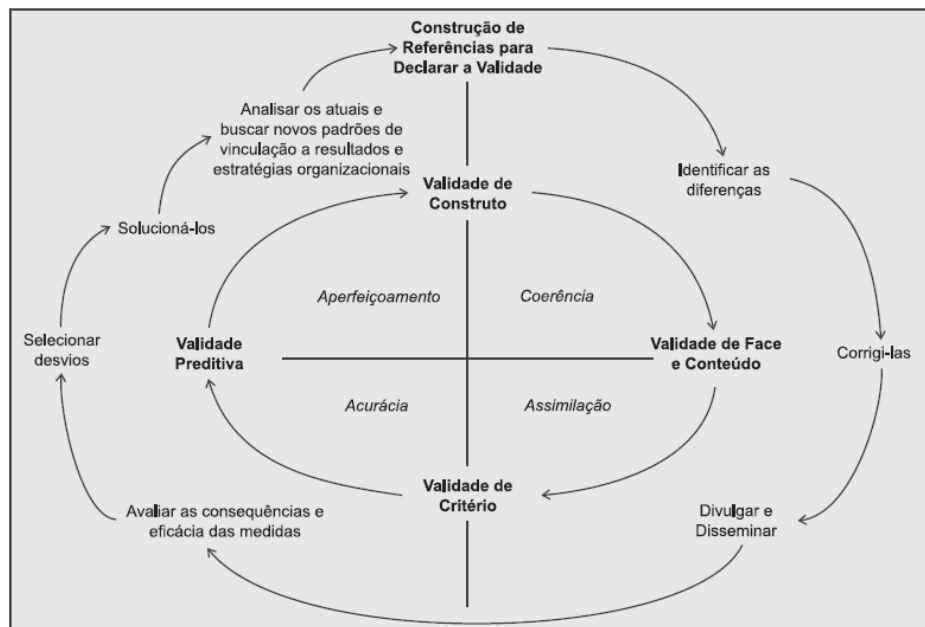 Construção de
Referências para
Declarar a Validade
Analisar os atuais e
buscar novos padrões de
vinculação a resultados e
estratégias organizacionais
Identificar as
diferenças
Validade de
Construto
Solucioná-los
Aperfeiçoamento
Coerência
Selecionar
desvios
Validade
Preditiva
Validade de Face
e Conteúdo
Corrigi-las
Acurácia
Assimilação
Validade de
Critério
Avaliar as consequências e
eficácia das medidas
Divulgar e
Disseminar